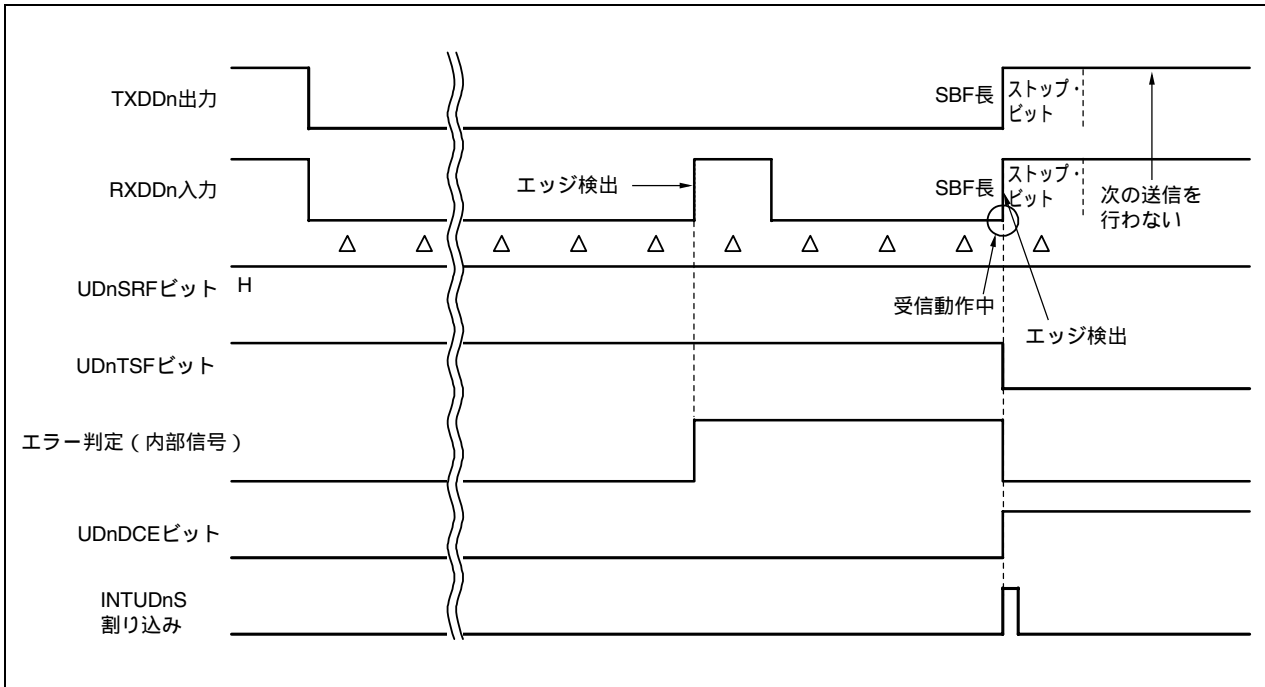 TXDDn出力
SBF長
ストップ・
ビット
RXDDn入力
エッジ検出
SBF長
ストップ・
ビット
次の送信を
行わない
UDnSRFビット
H
受信動作中
エッジ検出
UDnTSFビット
エラー判定（内部信号）
UDnDCEビット
INTUDnS
割り込み